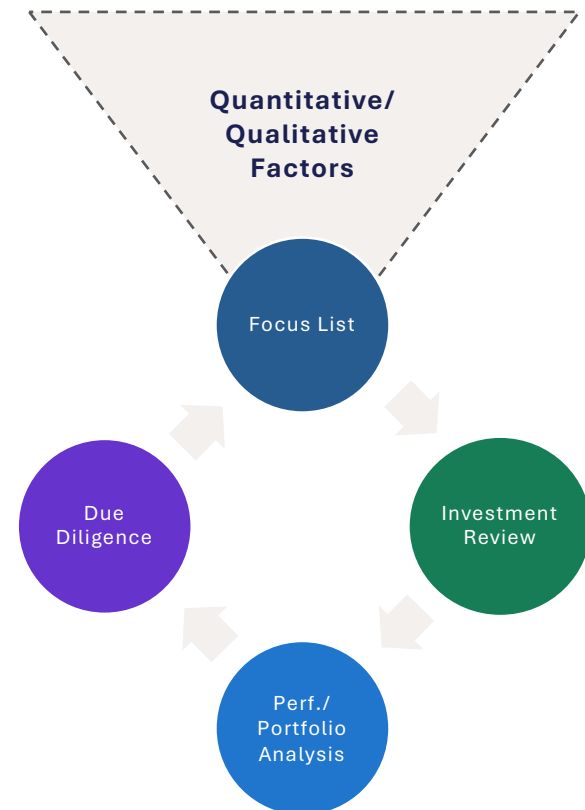 Quantitative/
Qualitative
Factors
Focus List
Due
Diligence
Investment
Review
Perf./
Portfolio
Analysis